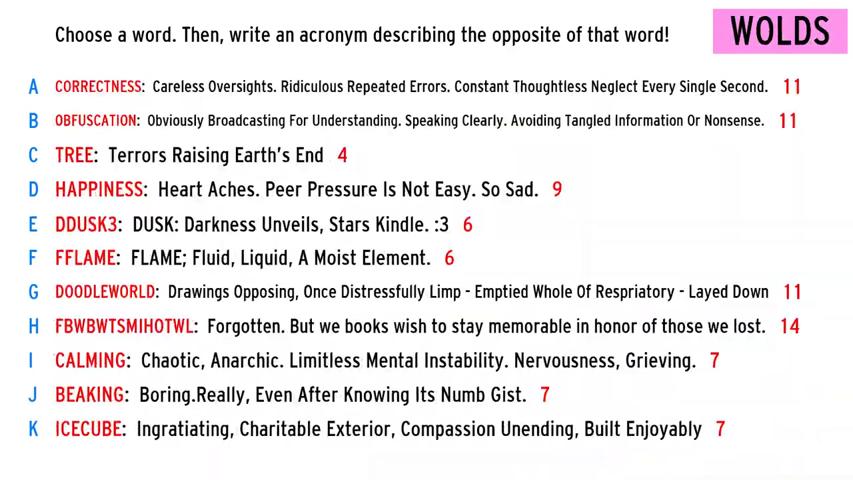 Choose a word. Then, write an acronym describing the opposite of that word!
WOLDS
A CORRECTNESS: Careless Oversights. Ridiculous Repeated Errors. Constant Thoughtless Neglect Every Single Second. 11
B OBFUSCATION: Obviously Broadcasting For Understanding. Speaking Clearly. Avoiding Tangled Information Or Nonsense. 11
C TREE: Terrors Raising Earth's End 4
D HAPPINESS: Heart Aches. Peer Pressure Is Not Easy. So Sad. 9
E DDUSK3: DUSK: Darkness Unveils, Stars Kindle. :3 6
F FFLAME: FLAME; Fluid, Liquid, A Moist Element. 6
G DOODLEWORLD: Drawings Opposing, Once Distressfully Limp - Emptied Whole Of Respriatory - Layed Down 11
H FBWBWTSMIHOTWL: Forgotten. But we books wish to stay memorable in honor of those we lost. 14
I CALMING: Chaotic, Anarchic. Limitless Mental Instability. Nervousness, Grieving. 7
J BEAKING: Boring.Really, Even After Knowing Its Numb Gist. 7
K ICECUBE: Ingratiating, Charitable Exterior, Compassion Unending, Built Enjoyably 7